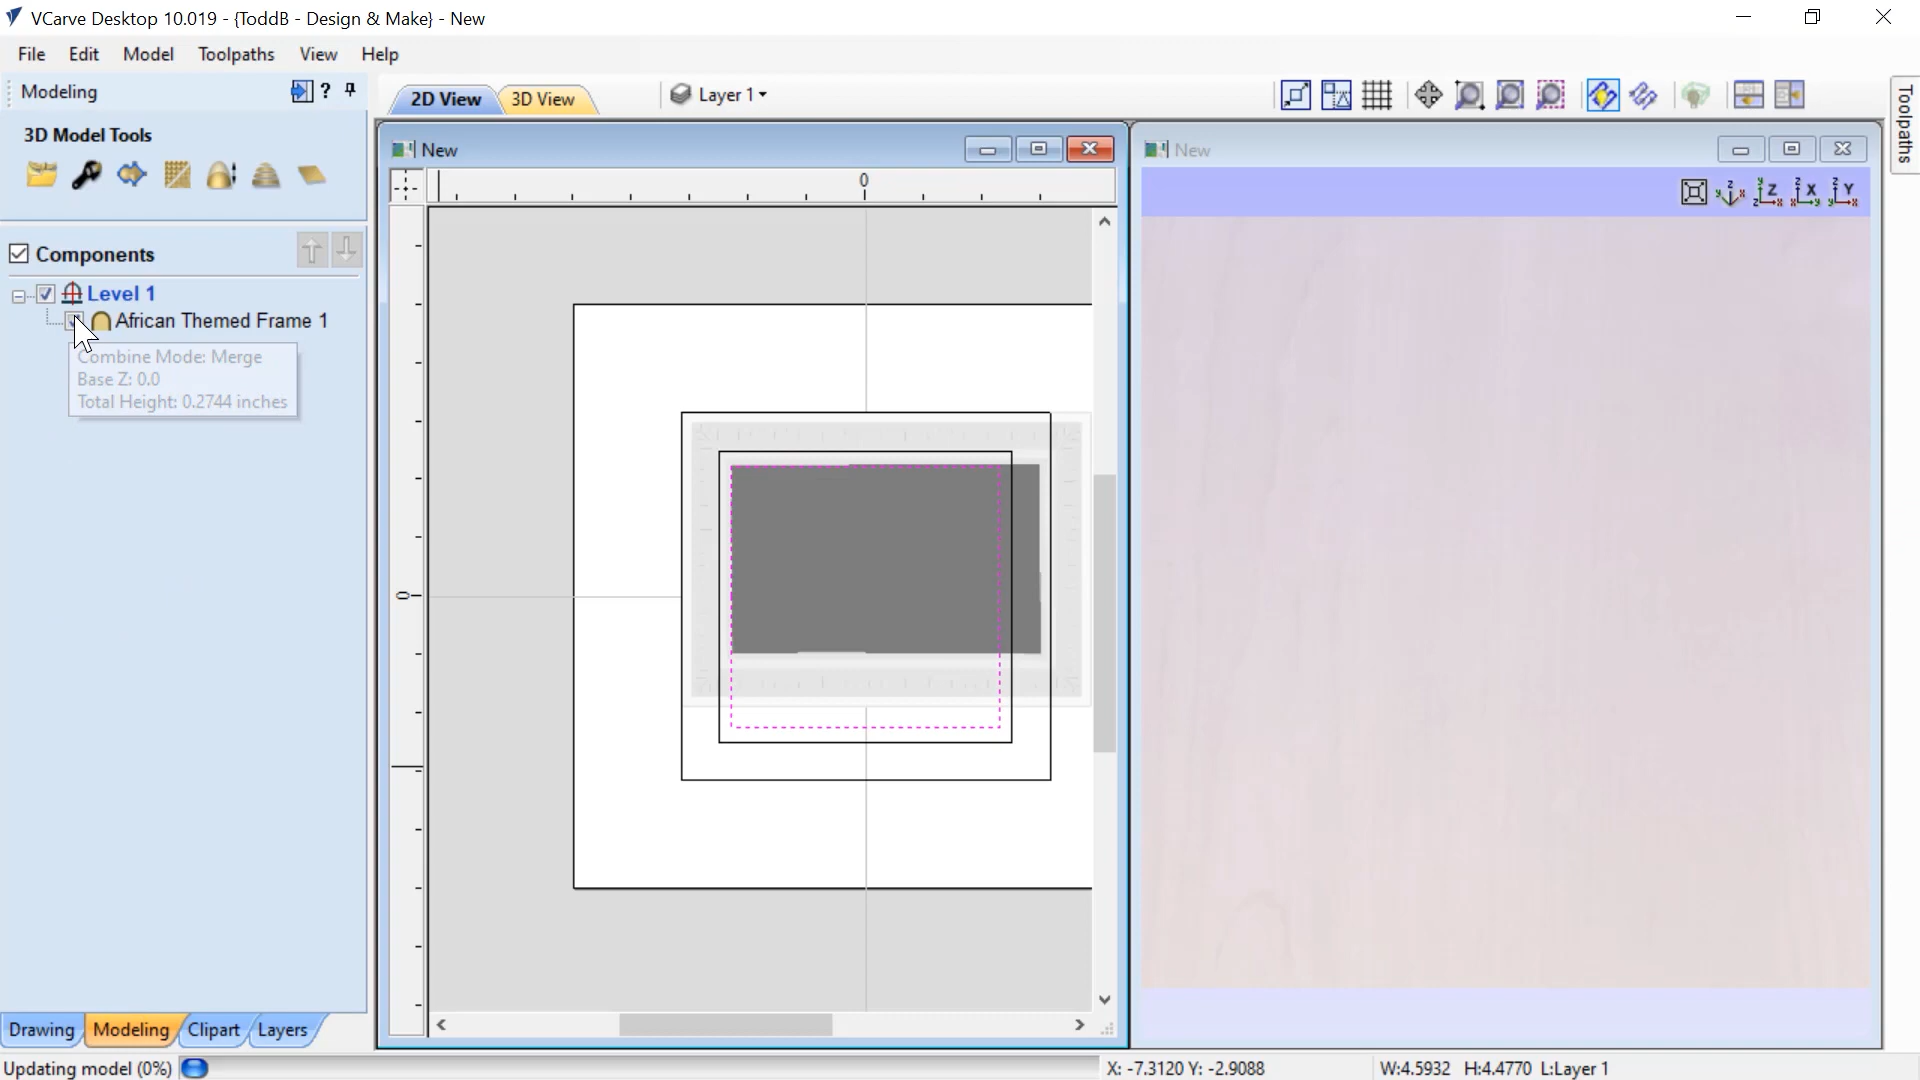 VCarve Desktop 10.019 - {ToddB - Design & Make} - New
File Edit Model Toolpaths View Help
Modeling
?
2D View
3D View
Layer 1
Toolpaths
3D Model Tools
New
New
0
Components
Level 1
African Themed Frame 1
Combine Mode: Merge
Base Z: 0.0
Total Height: 0.2744 inches
0
Drawing Modeling Clipart Layers
Updating model (0%)
X: -7.3120 Y: -2.9088
W:4.5932 H:4.4770 L:Layer 1